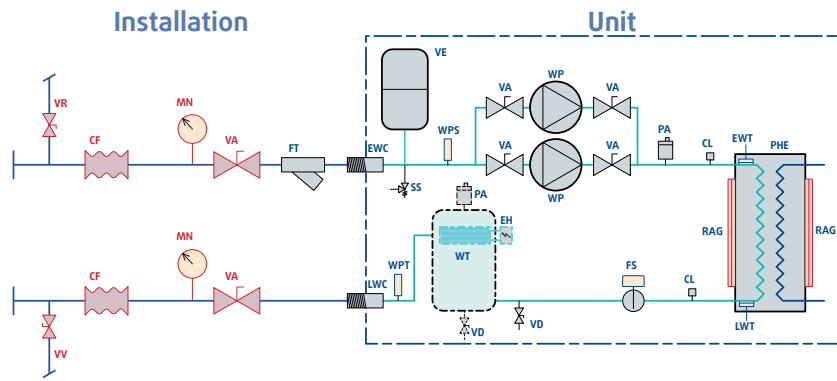 Installation
Unit
VE
VR
MN
CF
VA
FT
EWC
WPS
VA
WP
VA
VA
WP
VA
PA
CL
EWT
PHE
SS
PA
EH
WT
RAG
RAG
MN
CF
VA
LWC
WPT
FS
CL
VV
VD
VD
LWT